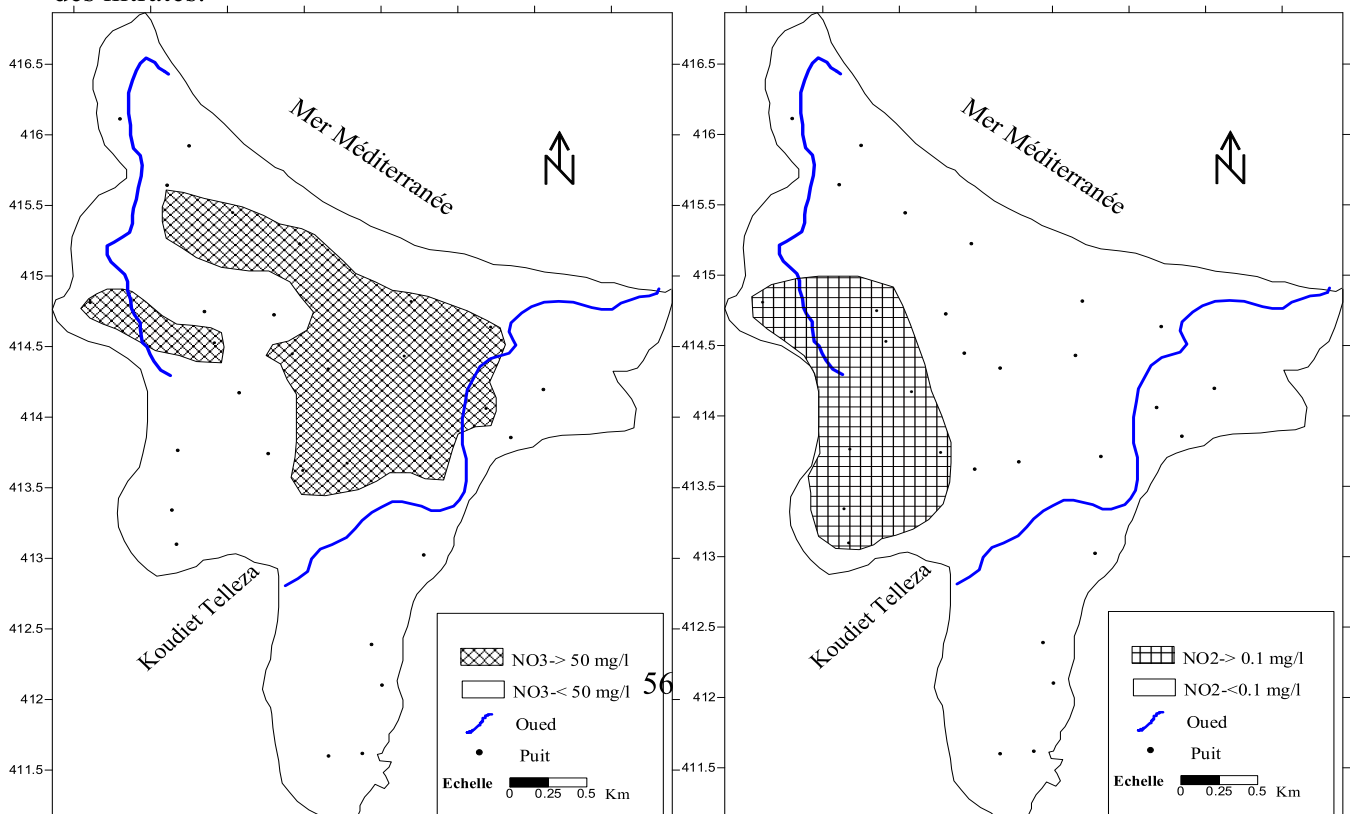 des nitrates.
416.5
416
415.5
415
414.5
414
413.5
413
412.5
412
411.5
Mer Méditerranée
N
Koudiet Telleza
NO3-> 50 mg/l
NO3-< 50 mg/l
Oued
Puit
Echelle
0 0.25 0.5 Km
56
416.5
416
415.5
415
414.5
414
413.5
413
412.5
412
411.5
Mer Méditerranée
N
Koudiet Telleza
NO2-> 0.1 mg/l
NO2-<0.1 mg/l
Oued
Puit
Echelle
0 0.25 0.5 Km